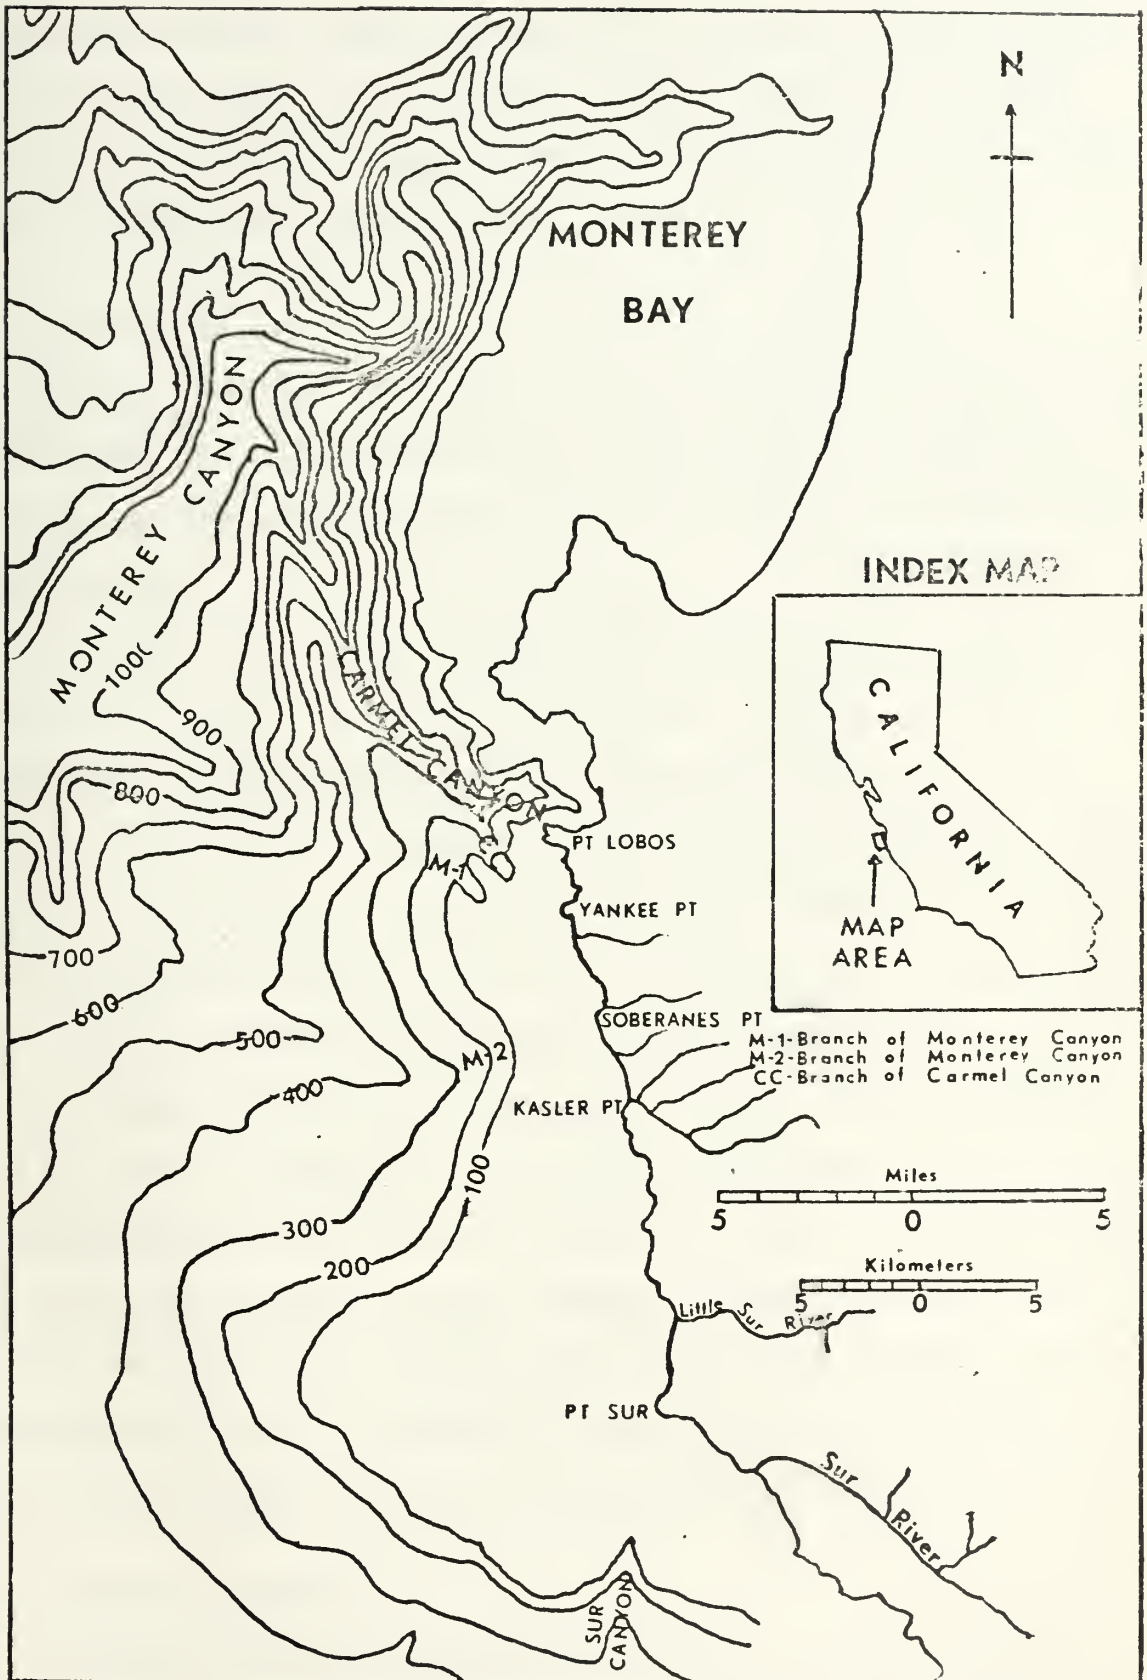 N
MONTEREY
BAY
MONTEREY CANYON
INDEX MAP
CARMEL CANYON
1000
900
800
CALIFORNIA
PT LOBOS
M-1
YANKEE PT
MAP
AREA
700
600
SOBERANES PT
500
M-1-Branch of Monterey Canyon
M-2-Branch of Monterey Canyon
CC-Branch of Carmel Canyon
M-2
400
KASLER PT
100
Miles
5 0 5
300
200
Kilometers
5 0 5
Little Sur River
PT SUR
Sur River
SUR
CANYON